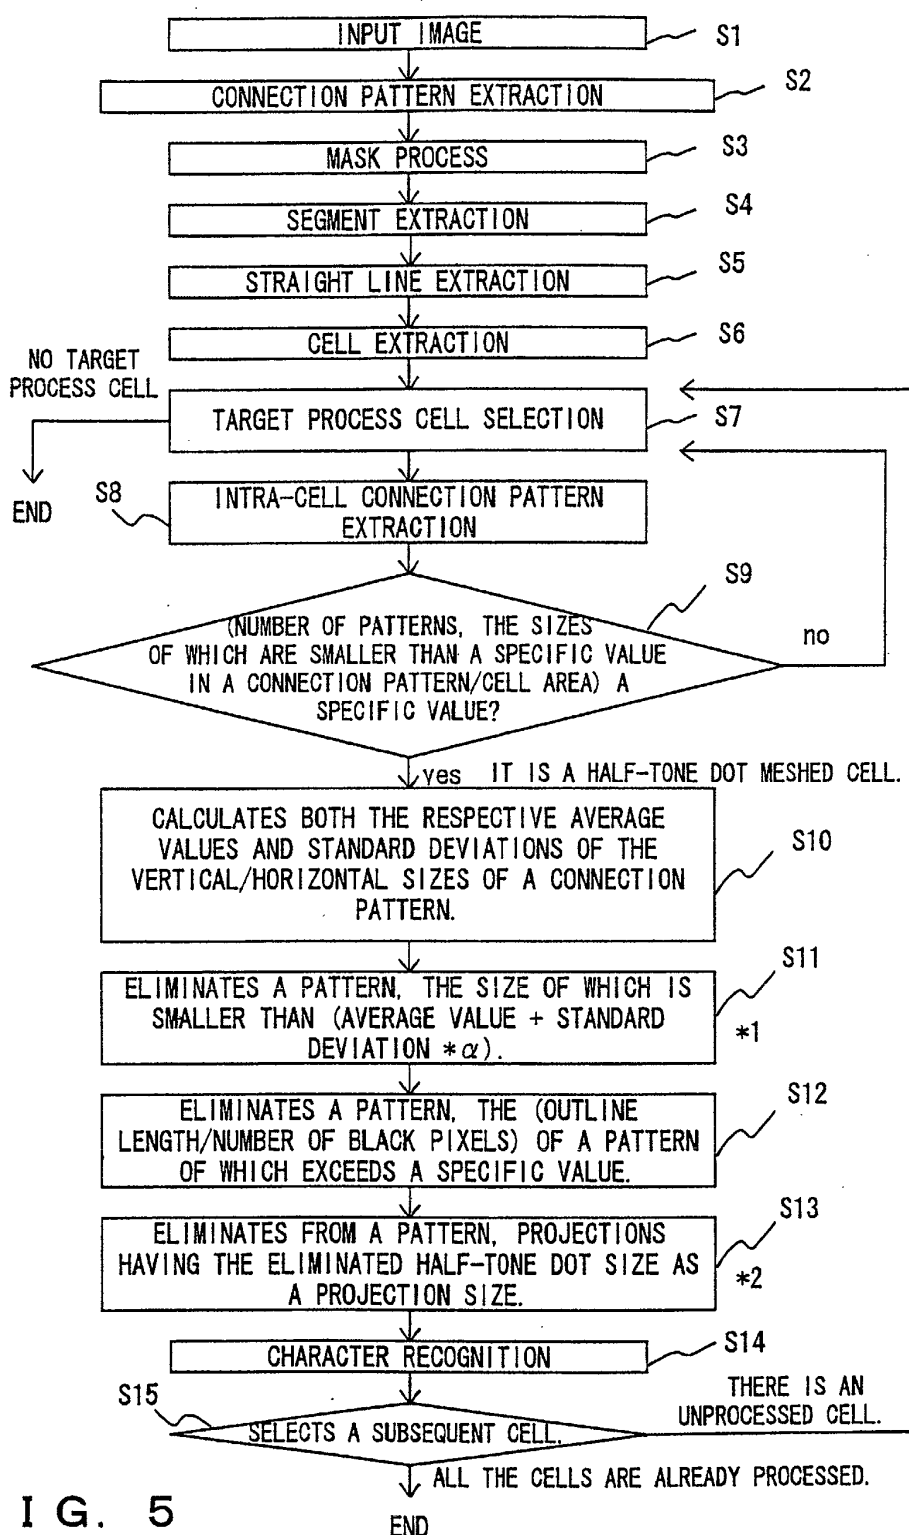 INPUT IMAGE
S1
CONNECTION PATTERN EXTRACTION
S2
MASK PROCESS
S3
SEGMENT EXTRACTION
S4
STRAIGHT LINE EXTRACTION
S5
CELL EXTRACTION
S6
NO TARGET
PROCESS CELL
TARGET PROCESS CELL SELECTION
S7
END
S8
INTRA-CELL CONNECTION PATTERN
EXTRACTION
S9
(NUMBER OF PATTERNS, THE SIZES
OF WHICH ARE SMALLER THAN A SPECIFIC VALUE
IN A CONNECTION PATTERN/CELL AREA) A
SPECIFIC VALUE?
no
yes
IT IS A HALF-TONE DOT MESHED CELL.
CALCULATES BOTH THE RESPECTIVE AVERAGE
VALUES AND STANDARD DEVIATIONS OF THE
VERTICAL/HORIZONTAL SIZES OF A CONNECTION
PATTERN.
S10
ELIMINATES A PATTERN, THE SIZE OF WHICH IS
SMALLER THAN (AVERAGE VALUE + STANDARD
DEVIATION *α).
S11
*1
ELIMINATES A PATTERN, THE (OUTLINE
LENGTH/NUMBER OF BLACK PIXELS) OF A PATTERN
OF WHICH EXCEEDS A SPECIFIC VALUE.
S12
ELIMINATES FROM A PATTERN, PROJECTIONS
HAVING THE ELIMINATED HALF-TONE DOT SIZE AS
A PROJECTION SIZE.
S13
*2
CHARACTER RECOGNITION
S14
S15
SELECTS A SUBSEQUENT CELL.
THERE IS AN
UNPROCESSED CELL.
ALL THE CELLS ARE ALREADY PROCESSED.
END
I G. 5